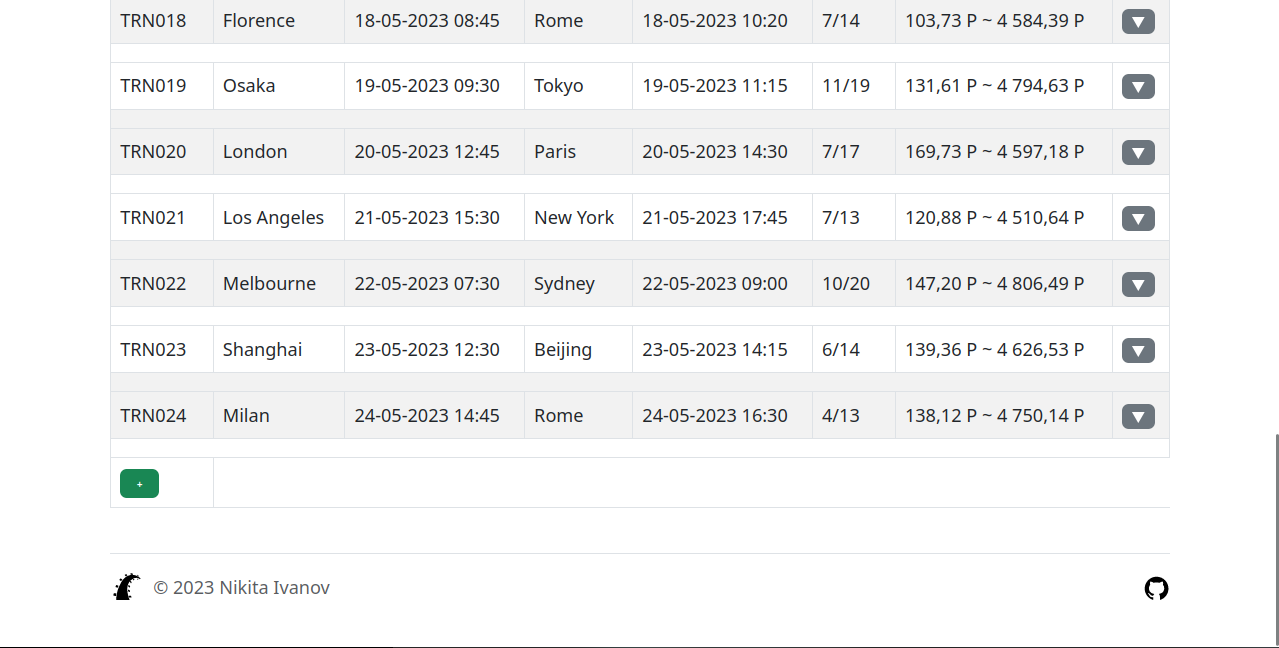 TRN018 Florence 18-05-2023 08:45 Rome 18-05-2023 10:20 7/14 103,73 P ~ 4 584,39 P ▼
TRN019 Osaka 19-05-2023 09:30 Tokyo 19-05-2023 11:15 11/19 131,61 P ~ 4 794,63 P ▼
TRN020 London 20-05-2023 12:45 Paris 20-05-2023 14:30 7/17 169,73 P ~ 4 597,18 P ▼
TRN021 Los Angeles 21-05-2023 15:30 New York 21-05-2023 17:45 7/13 120,88 P ~ 4 510,64 P ▼
TRN022 Melbourne 22-05-2023 07:30 Sydney 22-05-2023 09:00 10/20 147,20 P ~ 4 806,49 P ▼
TRN023 Shanghai 23-05-2023 12:30 Beijing 23-05-2023 14:15 6/14 139,36 P ~ 4 626,53 P ▼
TRN024 Milan 24-05-2023 14:45 Rome 24-05-2023 16:30 4/13 138,12 P ~ 4 750,14 P ▼
+
© 2023 Nikita Ivanov